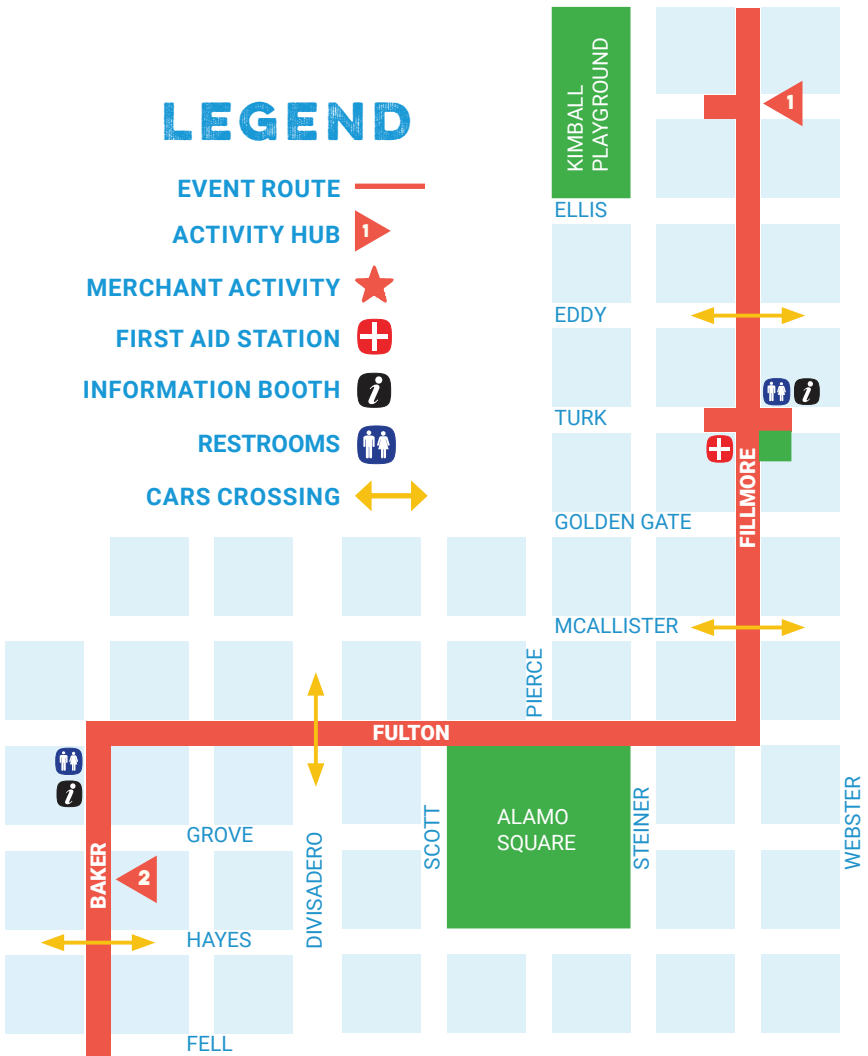 LEGEND
EVENT ROUTE
ACTIVITY HUB 1
MERCHANT ACTIVITY
FIRST AID STATION
INFORMATION BOOTH i
RESTROOMS
CARS CROSSING
KIMBALL
PLAYGROUND
1
ELLIS
EDDY
i
TURK
FILLMORE
GOLDEN GATE
MCALLISTER
PIERCE
FULTON
i
BAKER
GROVE
2
HAYES
FELL
DIVISADERO
SCOTT
ALAMO
SQUARE
STEINER
WEBSTER